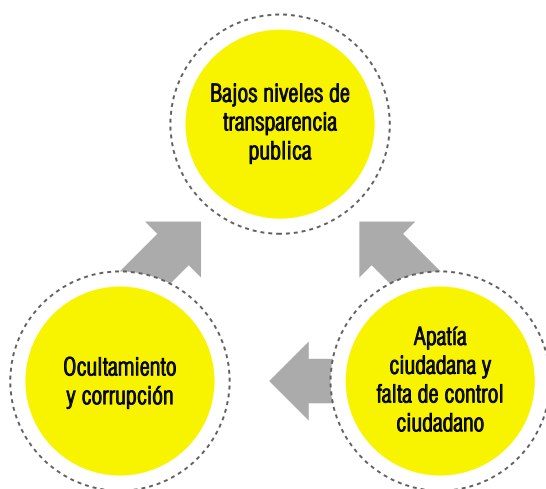 Bajos niveles de
transparencia
publica
Ocultamiento
y corrupción
Apatía
ciudadana y
falta de control
ciudadano